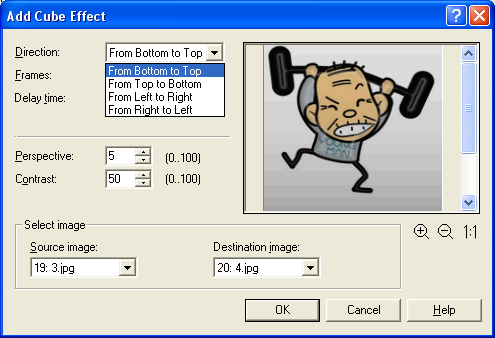 Add Cube Effect
Direction:
From Bottom to Top
From Bottom to Top
From Top to Bottom
From Left to Right
From Right to Left
Frames:
Delay time:
Perspective:
5
(0..100)
Contrast:
50
(0..100)
YOUNG
MAN
1:1
Select image
Source image:
19: 3.jpg
Destination image:
20: 4.jpg
OK
Cancel
Help